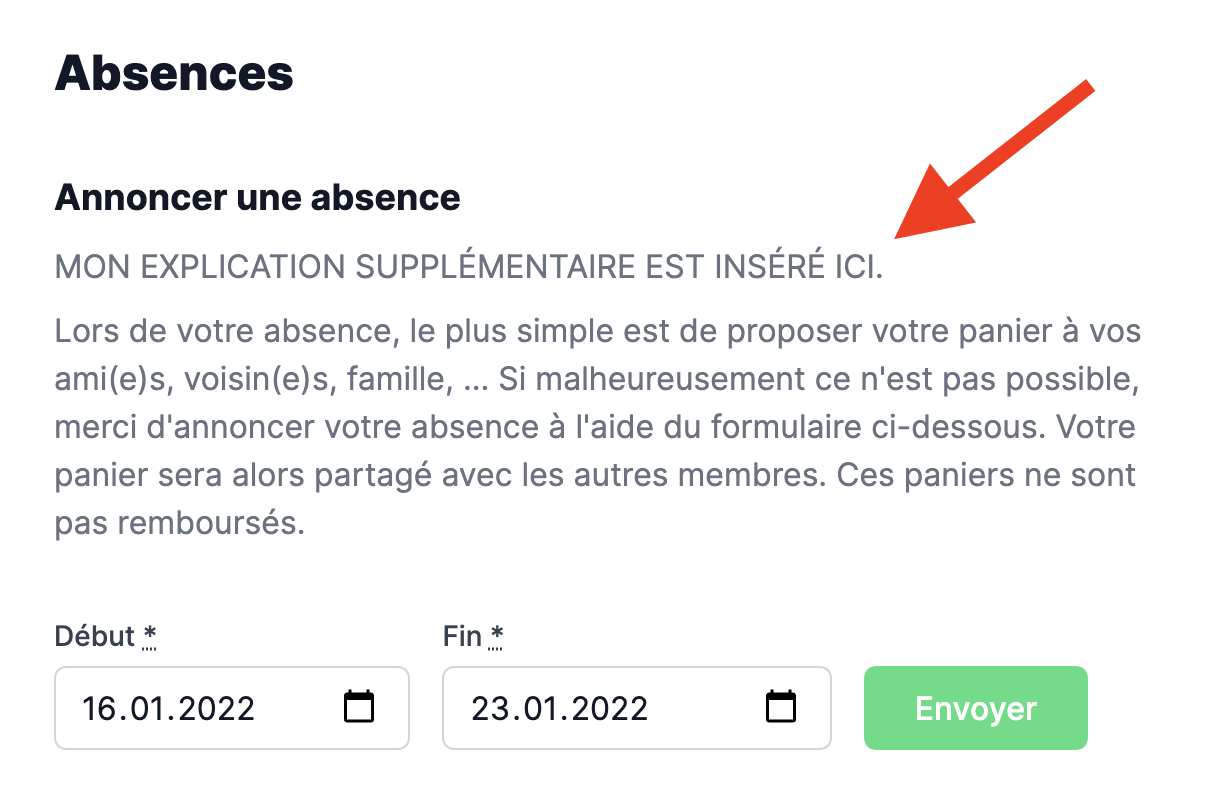 Absences
Annoncer une absence
MON EXPLICATION SUPPLÉMENTAIRE EST INSÉRÉ ICI.
Lors de votre absence, le plus simple est de proposer votre panier à vos
ami(e)s, voisin(e)s, famille, ... Si malheureusement ce n'est pas possible,
merci d'annoncer votre absence à l'aide du formulaire ci-dessous. Votre
panier sera alors partagé avec les autres membres. Ces paniers ne sont
pas remboursés.
Début * Fin *
16.01.2022 23.01.2022 Envoyer